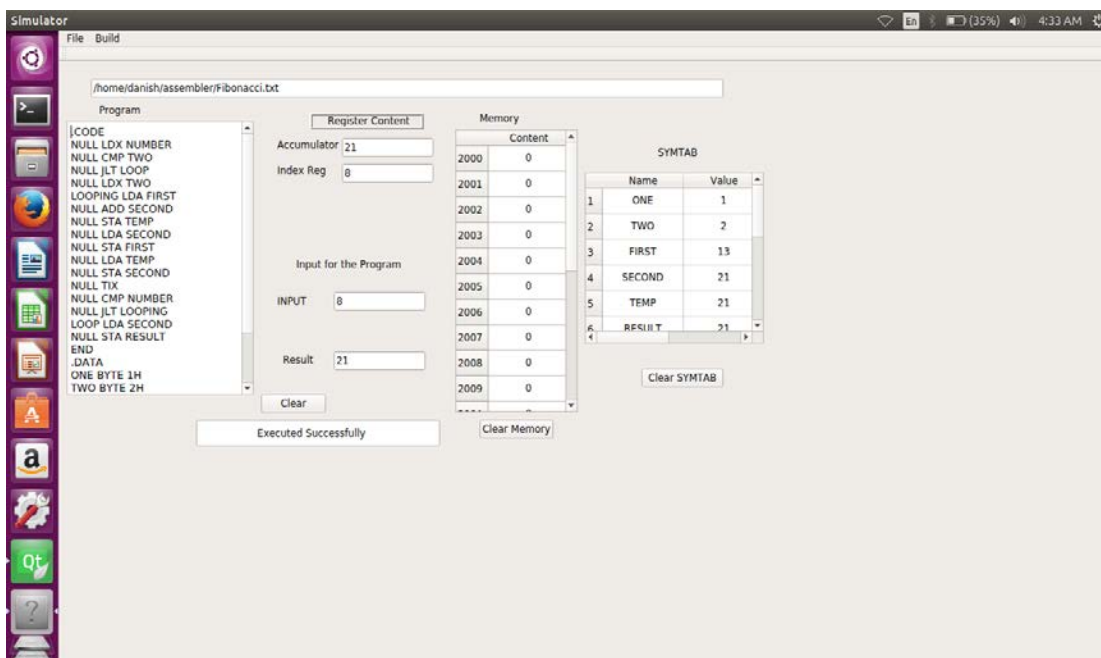 Simulator
En (35%) 4:33 AM
File Build
/home/danish/assembler/Fibonacci.txt
Program
.CODE
NULL LDX NUMBER
NULL CMP TWO
NULL JLT LOOP
NULL LDX TWO
LOOPING LDA FIRST
NULL ADD SECOND
NULL STA TEMP
NULL LDA SECOND
NULL STA FIRST
NULL LDA TEMP
NULL STA SECOND
NULL TIX
NULL CMP NUMBER
NULL JLT LOOPING
LOOP LDA SECOND
NULL STA RESULT
END
.DATA
ONE BYTE 1H
TWO BYTE 2H
Register Content
Accumulator 21
Index Reg 8
Input for the Program
INPUT 8
Result 21
Clear
Executed Successfully
Memory
Content
2000 0
2001 0
2002 0
2003 0
2004 0
2005 0
2006 0
2007 0
2008 0
2009 0
Clear Memory
SYMTAB
Name Value
1 ONE 1
2 TWO 2
3 FIRST 13
4 SECOND 21
5 TEMP 21
6 RESULT 21
Clear SYMTAB
a
Qt
?